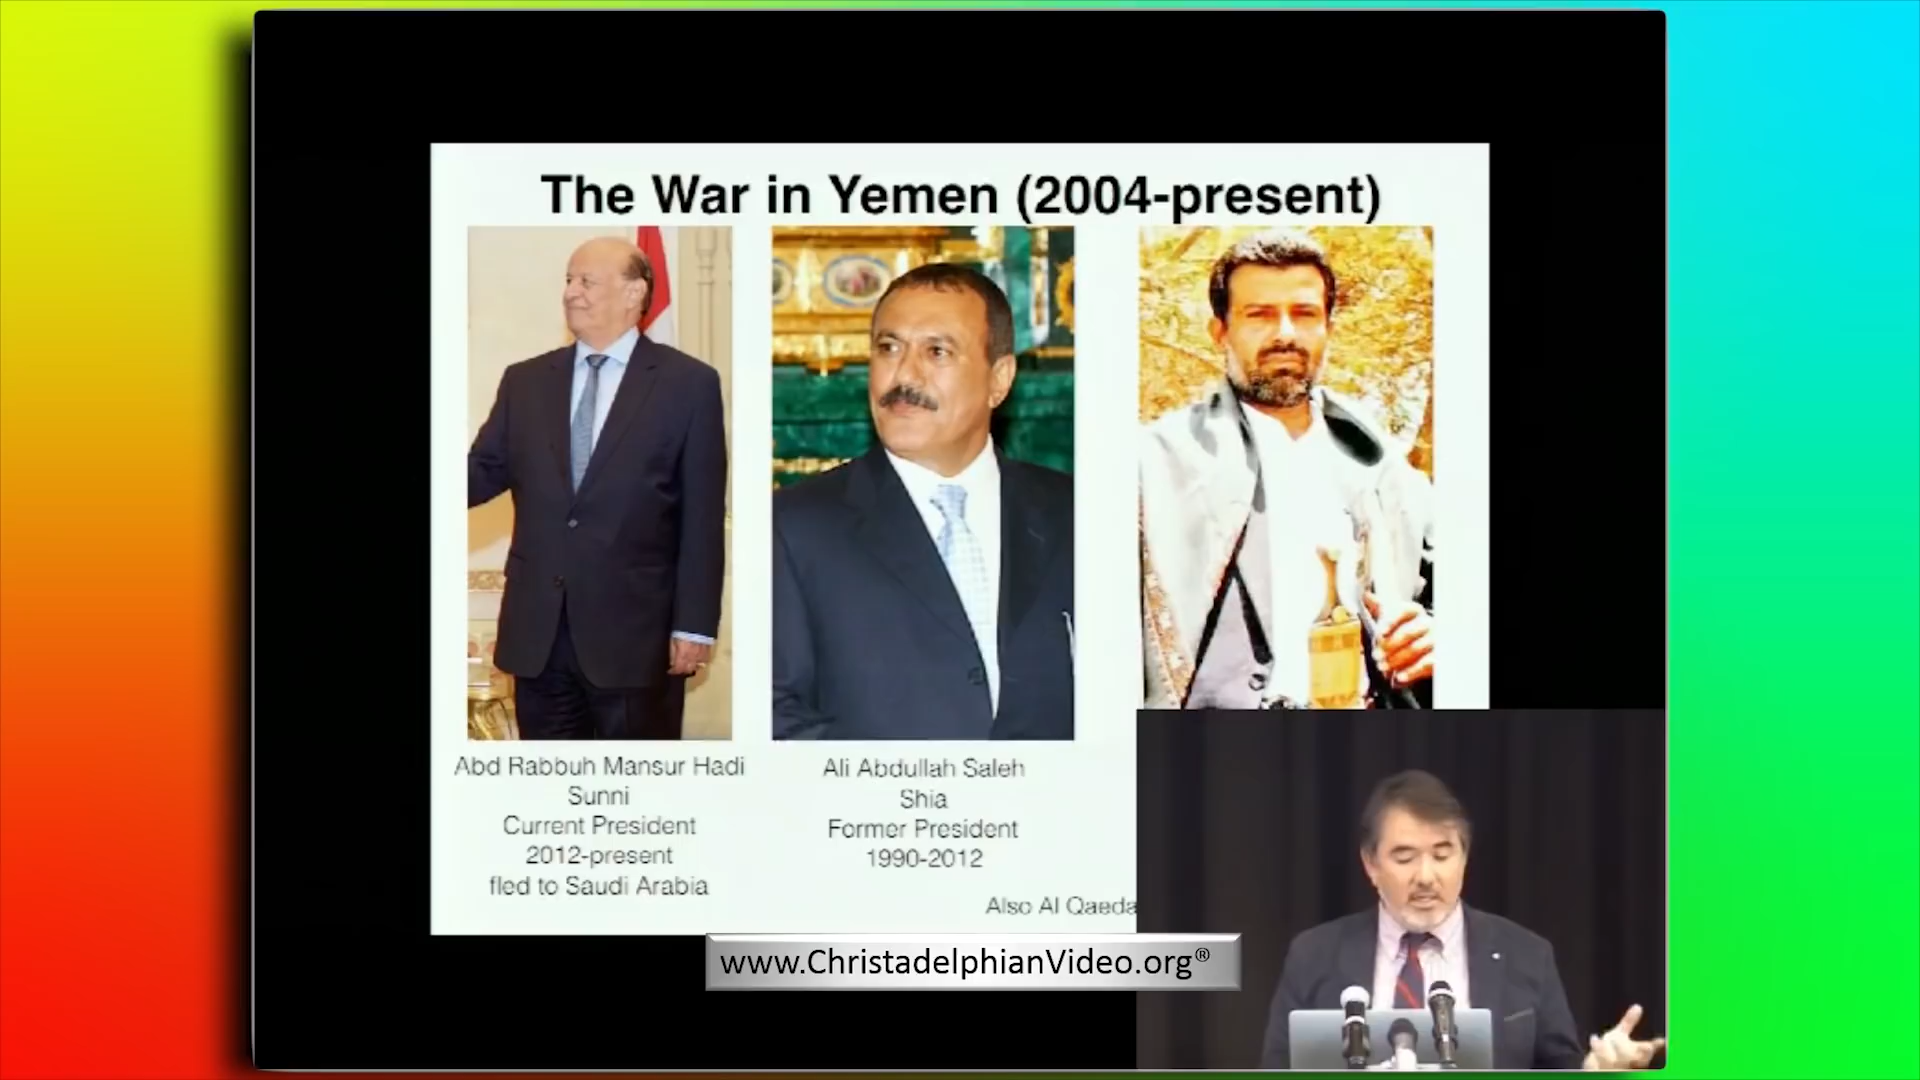 The War in Yemen (2004-present)
Abd Rabbuh Mansur Hadi
Sunni
Current President
2012-present
fled to Saudi Arabia
Ali Abdullah Saleh
Shia
Former President
1990-2012
Also Al Qaeda
www.ChristadelphianVideo.org®